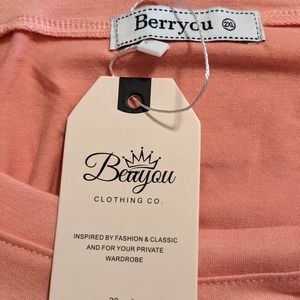 Berryou 2XL
Berryou
CLOTHING CO.
INSPIRED BY FASHION & CLASSIC
AND FOR YOUR PRIVATE
WARDROBE